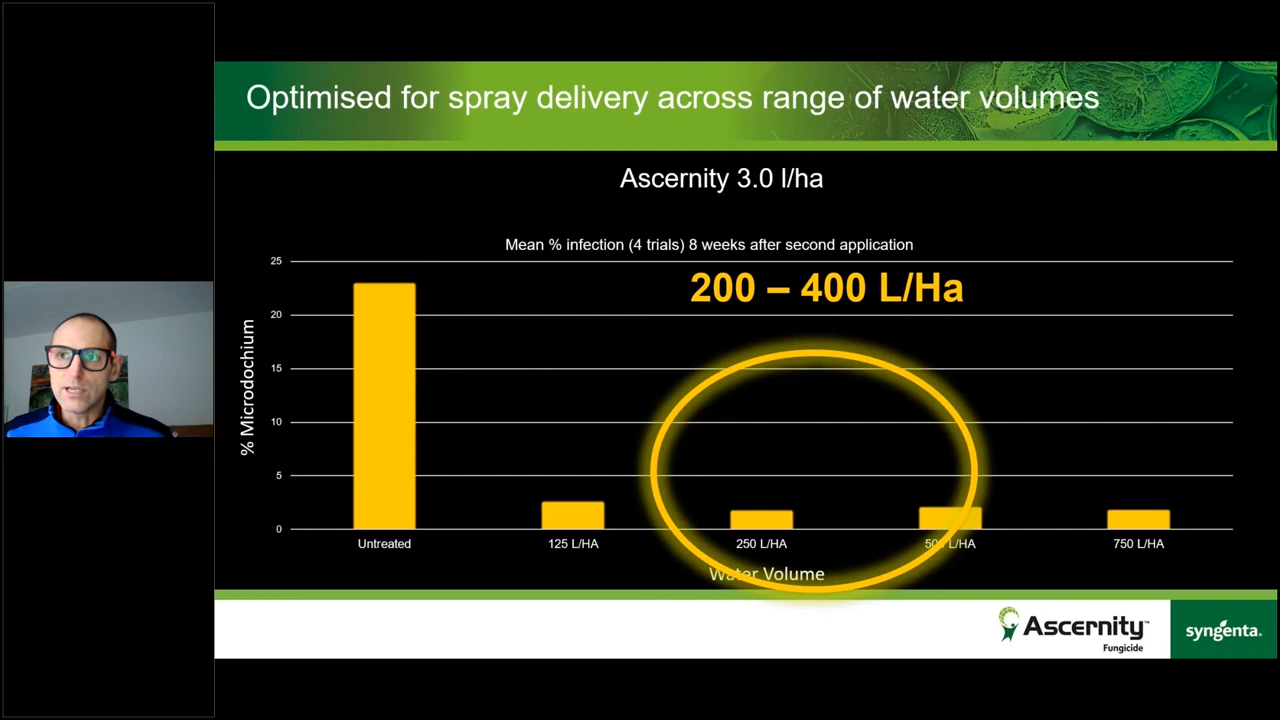 Optimised for spray delivery across range of water volumes
Ascernity 3.0 l/ha
Mean % infection (4 trials) 8 weeks after second application
200 – 400 L/Ha
% Microdochium
25
20
15
10
5
0
Untreated
125 L/HA
250 L/HA
500 L/HA
750 L/HA
Water Volume
Ascernity™
Fungicide
syngenta.